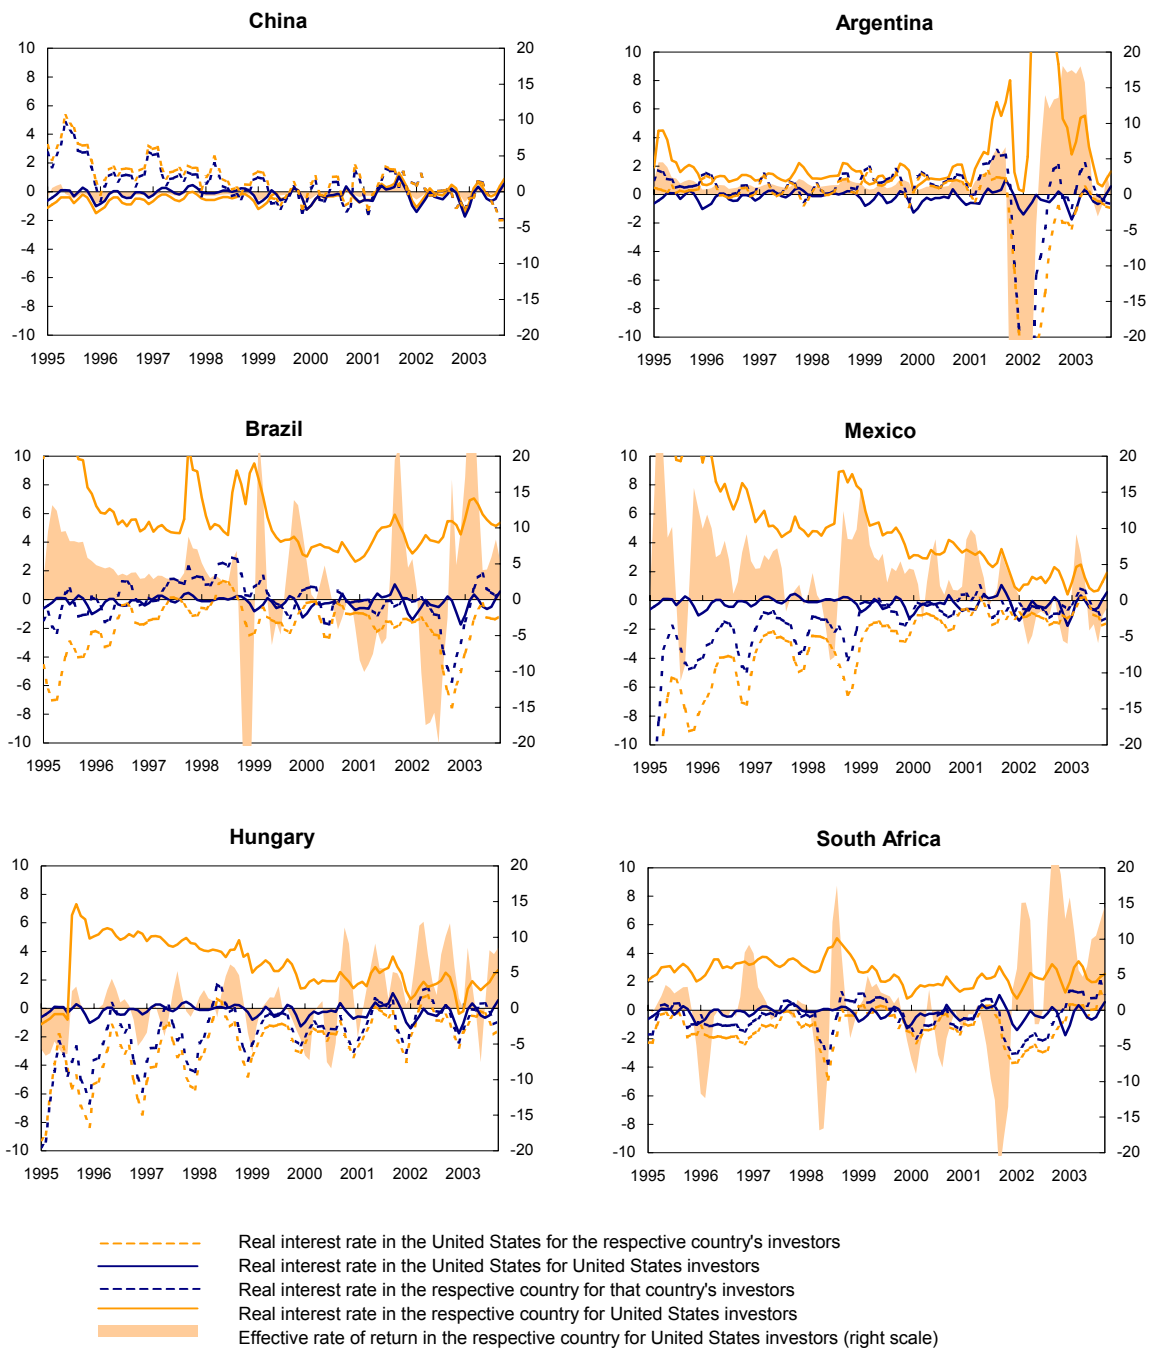 China
Argentina
10 8 6 4 2 0 -2 -4 -6 -8 -10
20 15 10 5 0 -5 -10 -15 -20
1995 1996 1997 1998 1999 2000 2001 2002 2003
10 8 6 4 2 0 -2 -4 -6 -8 -10
20 15 10 5 0 -5 -10 -15 -20
1995 1996 1997 1998 1999 2000 2001 2002 2003
Brazil
Mexico
10 8 6 4 2 0 -2 -4 -6 -8 -10
20 15 10 5 0 -5 -10 -15 -20
1995 1996 1997 1998 1999 2000 2001 2002 2003
10 8 6 4 2 0 -2 -4 -6 -8 -10
20 15 10 5 0 -5 -10 -15 -20
1995 1996 1997 1998 1999 2000 2001 2002 2003
Hungary
South Africa
10 8 6 4 2 0 -2 -4 -6 -8 -10
20 15 10 5 0 -5 -10 -15 -20
1995 1996 1997 1998 1999 2000 2001 2002 2003
10 8 6 4 2 0 -2 -4 -6 -8 -10
20 15 10 5 0 -5 -10 -15 -20
1995 1996 1997 1998 1999 2000 2001 2002 2003
Real interest rate in the United States for the respective country's investors
Real interest rate in the United States for United States investors
Real interest rate in the respective country for that country's investors
Real interest rate in the respective country for United States investors
Effective rate of return in the respective country for United States investors (right scale)